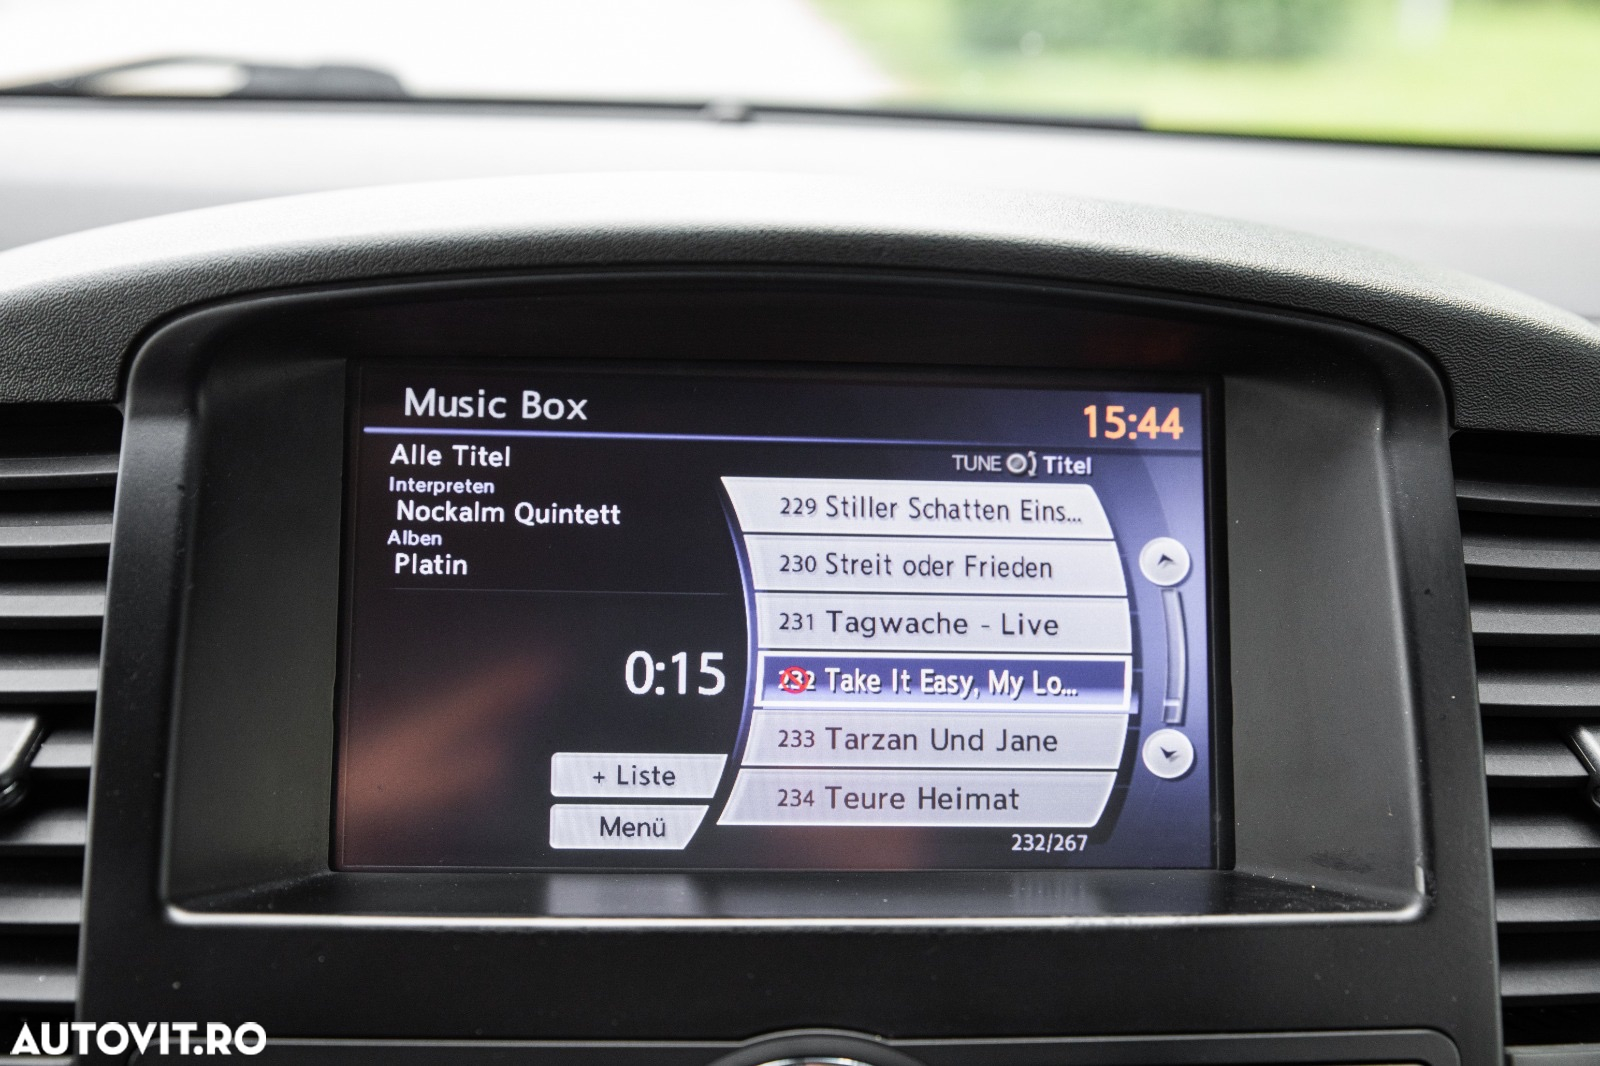 Music Box
15:44
Alle Titel
TUNE Titel
Interpreten
Nockalm Quintett
Alben
Platin
229 Stiller Schatten Eins...
230 Streit oder Frieden
231 Tagwache - Live
232 Take It Easy, My Lo...
233 Tarzan Und Jane
234 Teure Heimat
0:15
+ Liste
Menü
232/267
AUTOVIT.RO